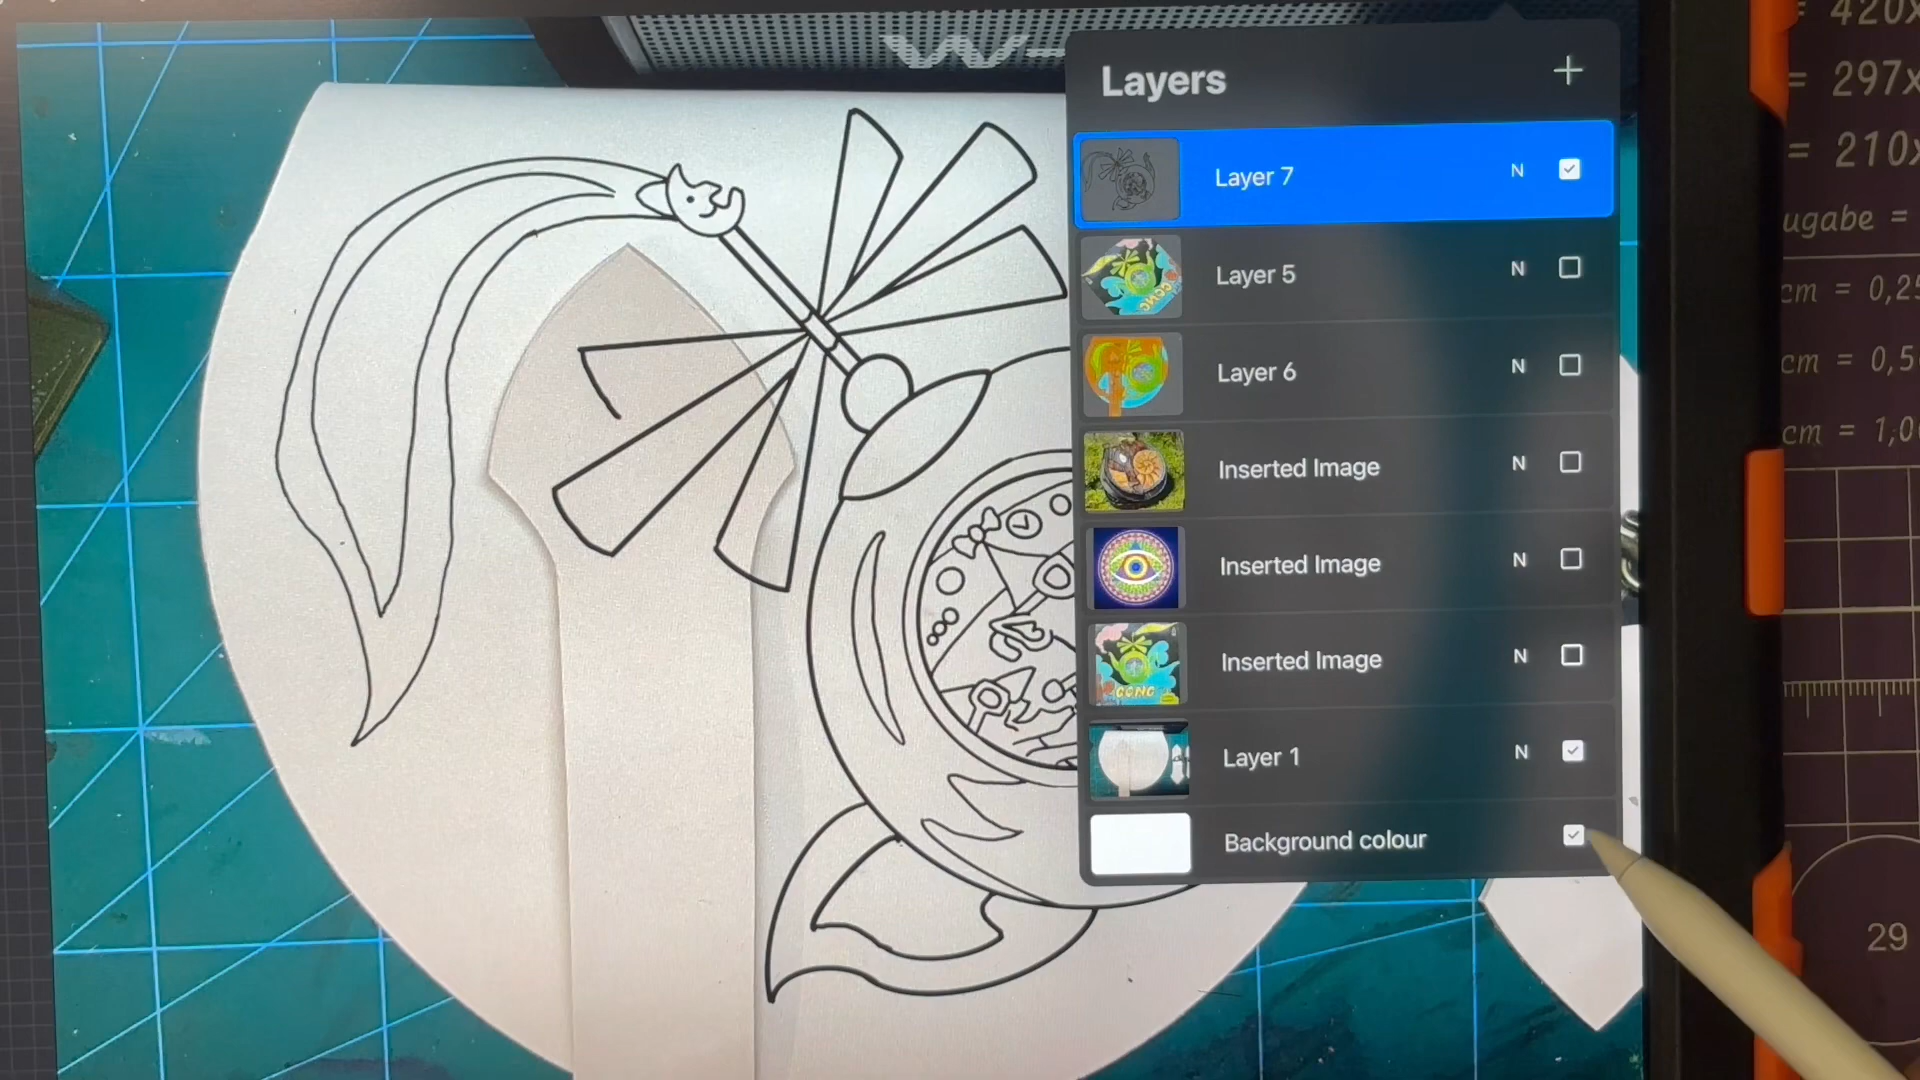 Layers
Layer 7 N
Layer 5 N
Layer 6 N
Inserted Image N
Inserted Image N
Inserted Image N
Layer 1 N
Background colour
= 297x
= 210x
ugabe =
cm = 0,25
cm = 0,5
cm = 1,0
29